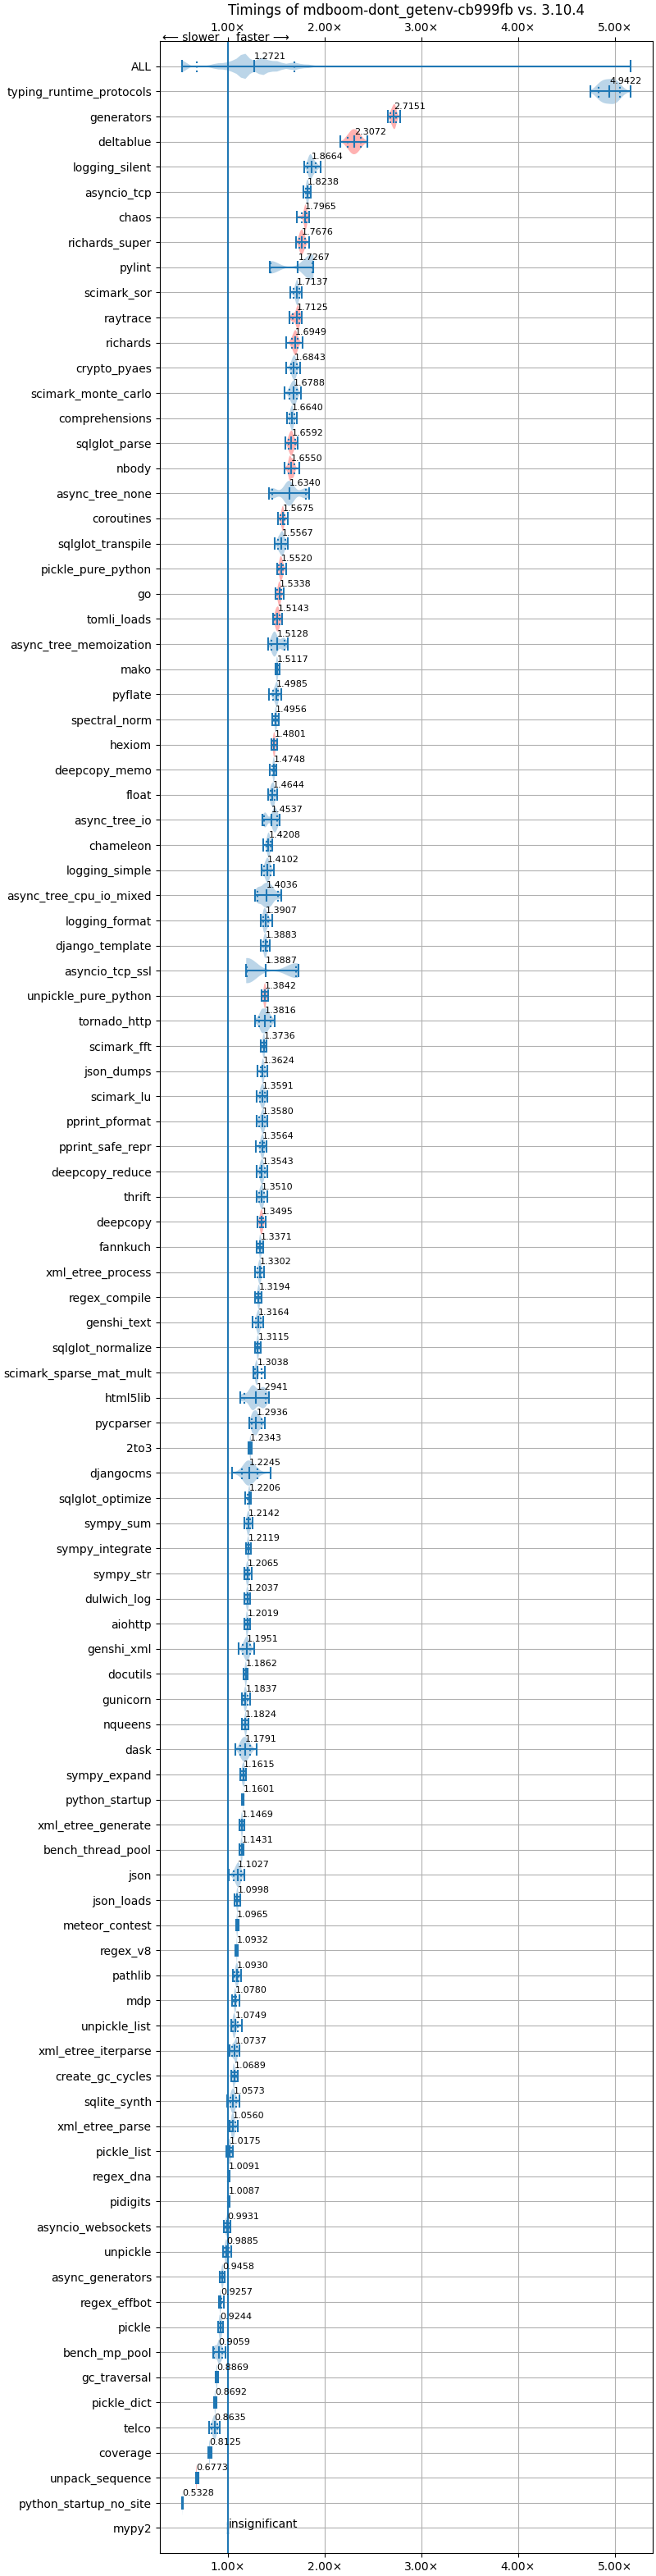 Timings of mdboom-dont_getenv-cb999fb vs. 3.10.4
1.00× 2.00× 3.00× 4.00× 5.00×
⟵ slower faster ⟶
ALL 1.2721
typing_runtime_protocols 4.9422
generators 2.7151
deltablue 2.3072
logging_silent 1.8664
asyncio_tcp 1.8238
chaos 1.7965
richards_super 1.7676
pylint 1.7267
scimark_sor 1.7137
raytrace 1.7125
richards 1.6949
crypto_pyaes 1.6843
scimark_monte_carlo 1.6788
comprehensions 1.6640
sqlglot_parse 1.6592
nbody 1.6550
async_tree_none 1.6340
coroutines 1.5675
sqlglot_transpile 1.5567
pickle_pure_python 1.5520
go 1.5338
tomli_loads 1.5143
async_tree_memoization 1.5128
mako 1.5117
pyflate 1.4985
spectral_norm 1.4956
hexiom 1.4801
deepcopy_memo 1.4748
float 1.4644
async_tree_io 1.4537
chameleon 1.4208
logging_simple 1.4102
async_tree_cpu_io_mixed 1.4036
logging_format 1.3907
django_template 1.3883
asyncio_tcp_ssl 1.3887
unpickle_pure_python 1.3842
tornado_http 1.3816
scimark_fft 1.3736
json_dumps 1.3624
scimark_lu 1.3591
pprint_pformat 1.3580
pprint_safe_repr 1.3564
deepcopy_reduce 1.3543
thrift 1.3510
deepcopy 1.3495
fannkuch 1.3371
xml_etree_process 1.3302
regex_compile 1.3194
genshi_text 1.3164
sqlglot_normalize 1.3115
scimark_sparse_mat_mult 1.3038
html5lib 1.2941
pycparser 1.2936
2to3 1.2343
djangocms 1.2245
sqlglot_optimize 1.2206
sympy_sum 1.2142
sympy_integrate 1.2119
sympy_str 1.2065
dulwich_log 1.2037
aiohttp 1.2019
genshi_xml 1.1951
docutils 1.1862
gunicorn 1.1837
nqueens 1.1824
dask 1.1791
sympy_expand 1.1615
python_startup 1.1601
xml_etree_generate 1.1469
bench_thread_pool 1.1431
json 1.1027
json_loads 1.0998
meteor_contest 1.0965
regex_v8 1.0932
pathlib 1.0930
mdp 1.0780
unpickle_list 1.0749
xml_etree_iterparse 1.0737
create_gc_cycles 1.0689
sqlite_synth 1.0573
xml_etree_parse 1.0560
pickle_list 1.0175
regex_dna 1.0091
pidigits 1.0087
asyncio_websockets 0.9931
unpickle 0.9885
async_generators 0.9458
regex_effbot 0.9257
pickle 0.9244
bench_mp_pool 0.9059
gc_traversal 0.8869
pickle_dict 0.8692
telco 0.8635
coverage 0.8125
unpack_sequence 0.6773
python_startup_no_site 0.5328
mypy2 insignificant
1.00× 2.00× 3.00× 4.00× 5.00×